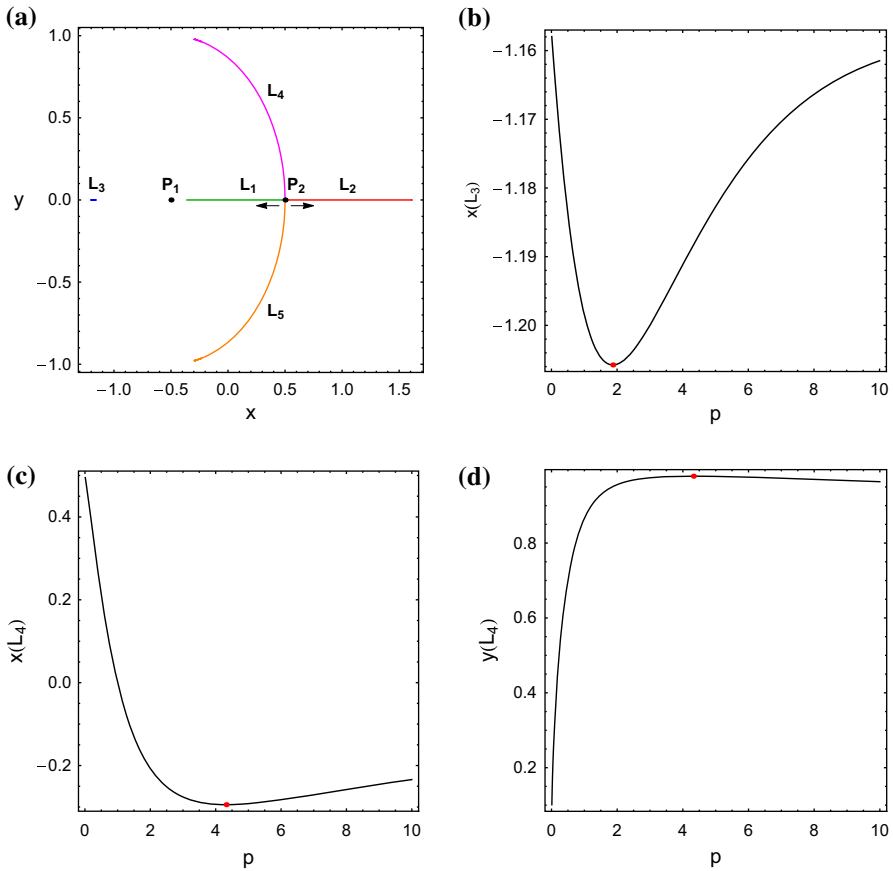 (a)
1.0
0.5
0.0
−0.5
−1.0
y
L4
L3
P1
L1
P2
L2
L5
−1.0 −0.5 0.0 0.5 1.0 1.5
x
(b)
−1.16
−1.17
−1.18
−1.19
−1.20
x(L3)
0 2 4 6 8 10
p
(c)
0.4
0.2
0.0
−0.2
x(L4)
0 2 4 6 8 10
p
(d)
0.8
0.6
0.4
0.2
y(L4)
0 2 4 6 8 10
p